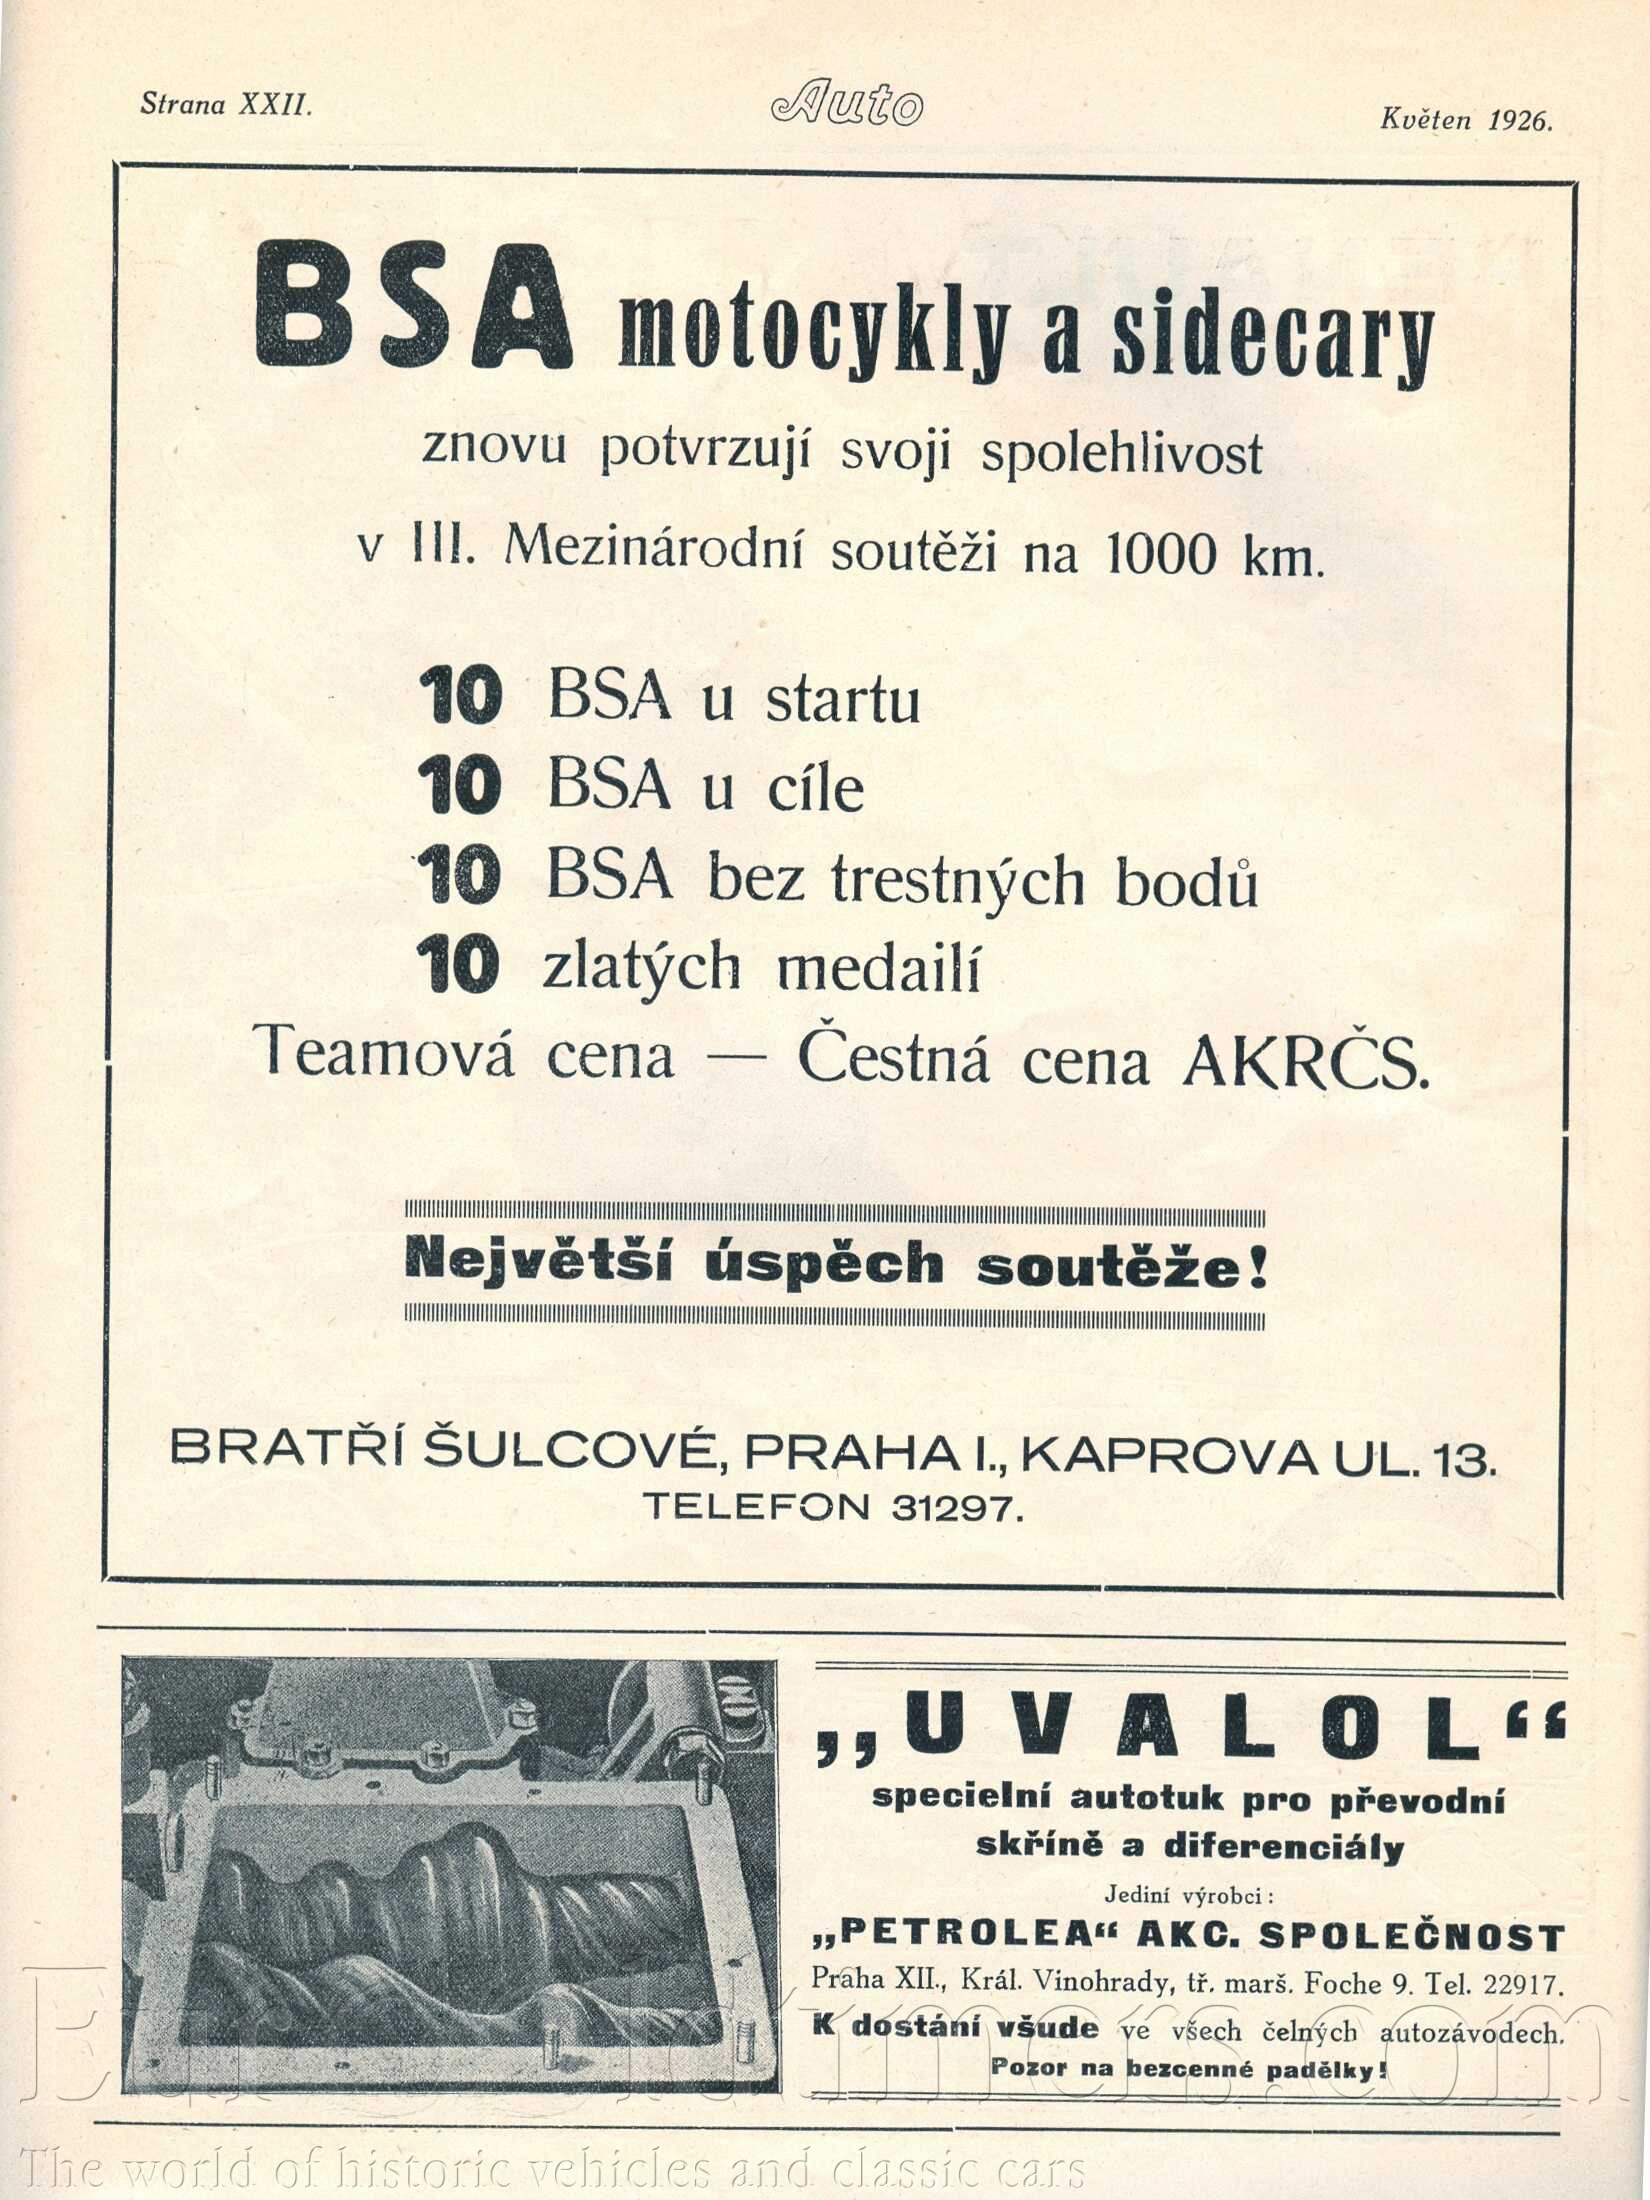 Strana XXII.
Auto
Květen 1926.
BSA motocykly a sidecary
znovu potvrzují svoji spolehlivost
v III. Mezinárodní soutěži na 1000 km.
10 BSA u startu
10 BSA u cíle
10 BSA bez trestných bodů
10 zlatých medailí
Teamová cena — Čestná cena AKRČS.
Největší úspěch soutěže!
BRATŘÍ ŠULCOVÉ, PRAHA I., KAPROVA UL. 13.
TELEFON 31297.
„UVALOL“
specielní autotuk pro převodní
skříně a diferenciály
Jediní výrobci:
„PETROLEA“ AKC. SPOLEČNOST
Praha XII., Král. Vinohrady, tř. marš. Foche 9. Tel. 22917.
K dostání všude ve všech čelných autozávodech.
Pozor na bezcenné padělky!
The world of historic vehicles and classic cars